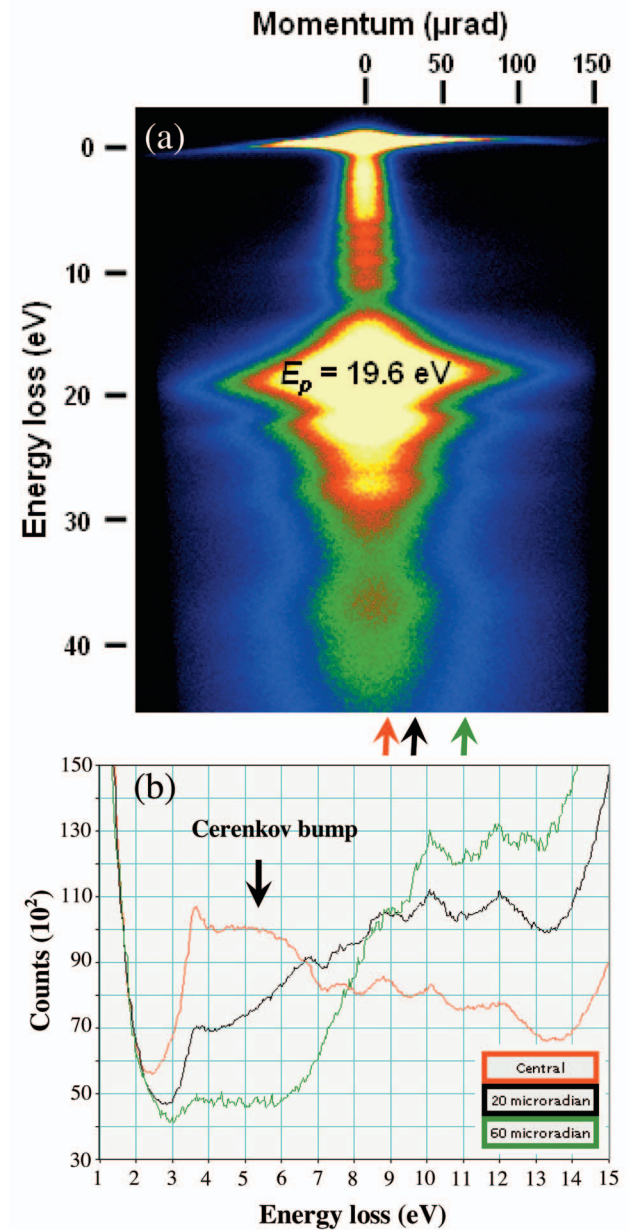 Momentum (µrad)
0 50 100 150
(a)
0
10
20
30
40
Energy loss (eV)
Ep = 19.6 eV
(b)
Cerenkov bump
150
130
110
90
70
50
30
Counts (10²)
Central
20 microradian
60 microradian
1 2 3 4 5 6 7 8 9 10 11 12 13 14 15
Energy loss (eV)